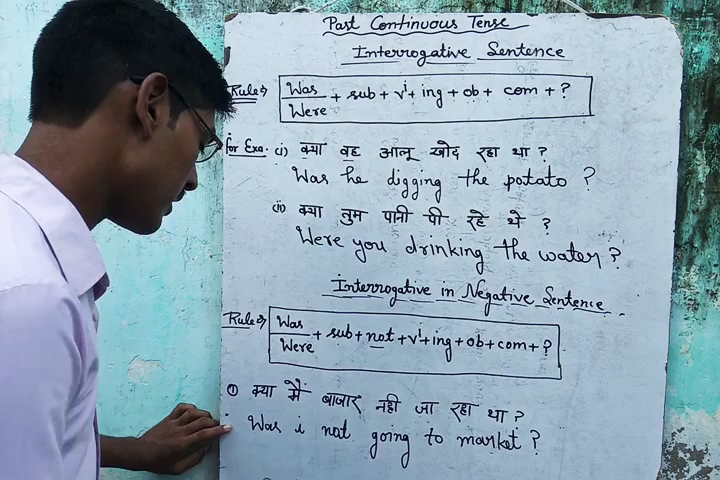 Past Continuous Tense
Interrogative Sentence
Rule⇒ Was/Were + sub + v¹ + ing + ob + com + ?
For Exa. (i) क्या वह आलू खोद रहा था ?
Was he digging the potato ?
(ii) क्या तुम पानी पी रहे थे ?
Were you drinking the water ?
Interrogative in Negative Sentence.
Rule⇒ Was/Were + sub + not + v¹ + ing + ob + com + ?
① क्या मैं बाजार नही जा रहा था ?
Was i not going to market ?